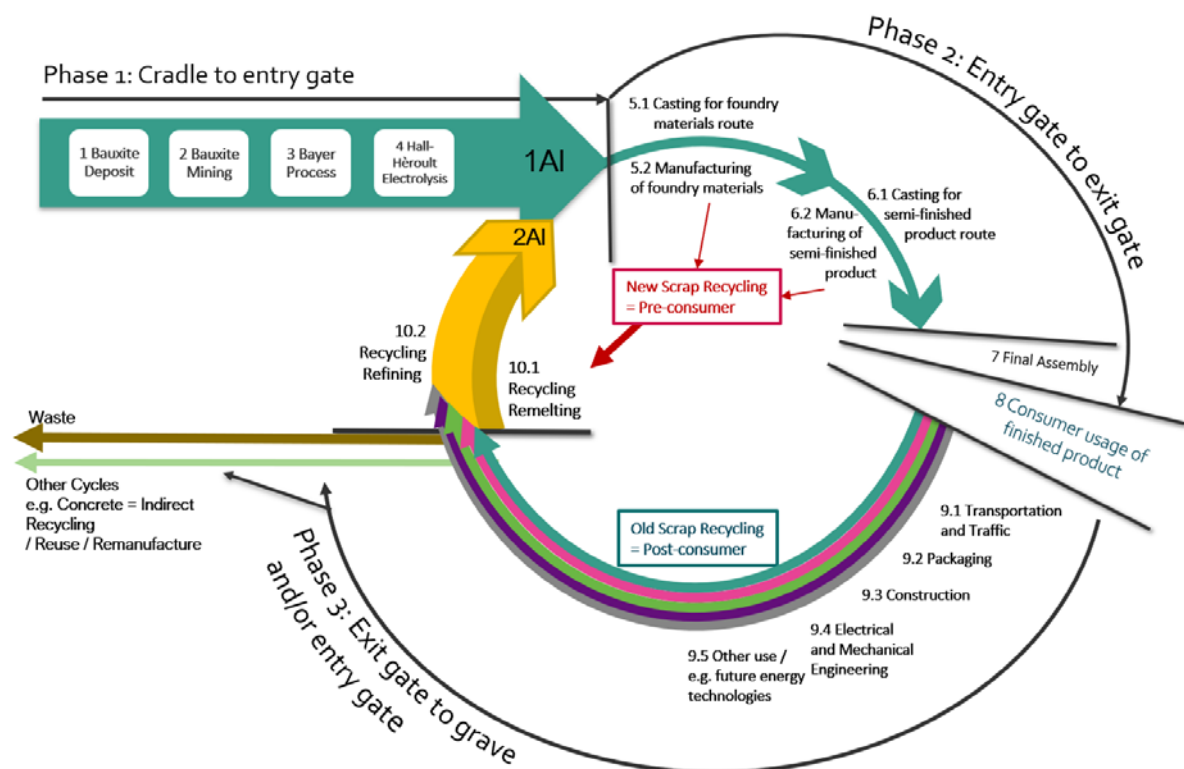 Phase 1: Cradle to entry gate
Phase 2: Entry gate to exit gate
1 Bauxite
Deposit
2 Bauxite
Mining
3 Bayer
Process
4 Hall-
Hèroult
Electrolysis
1Al
5.1 Casting for foundry
materials route
5.2 Manufacturing
of foundry materials
6.1 Casting for
semi-finished
product route
6.2 Manu-
facturing of
semi-finished
product
2Al
New Scrap Recycling
= Pre-consumer
10.2
Recycling
Refining
10.1
Recycling
Remelting
7 Final Assembly
8 Consumer usage of
finished product
Waste
Other Cycles
e.g. Concrete = Indirect
Recycling
/ Reuse / Remanufacture
Old Scrap Recycling
= Post-consumer
9.1 Transportation
and Traffic
9.2 Packaging
9.3 Construction
9.4 Electrical
and Mechanical
Engineering
9.5 Other use /
e.g. future energy
technologies
Phase 3: Exit gate to grave
and/or entry gate